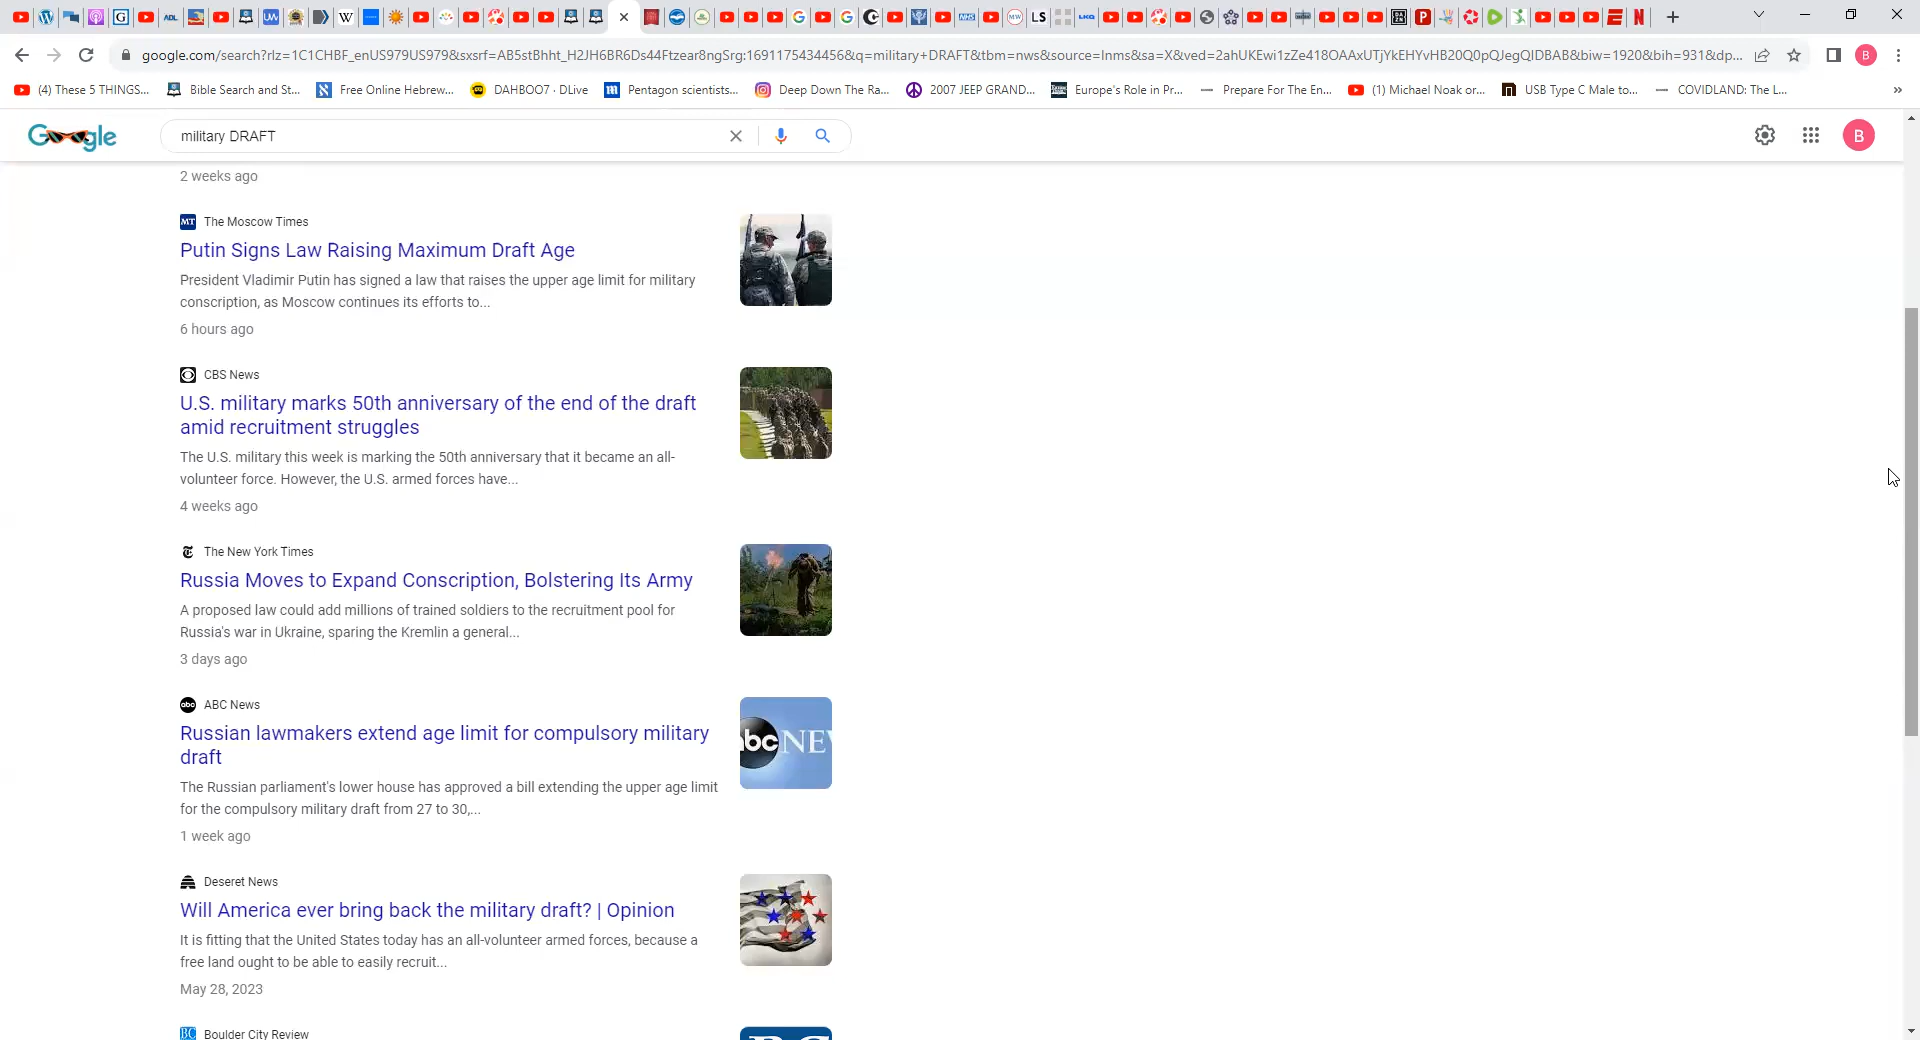 google.com/search?rlz=1C1CHBF_enUS979US979&sxsrf=AB5stBhht_H2JH6BR6Ds44Ftzear8ngSrg:1691175434456&q=military+DRAFT&tbm=nws&source=lnms&sa=X&ved=2ahUKEwi1zZe418OAAxUTjYkEHYvHB20Q0pQJegQIDBAB&biw=1920&bih=931&dp...
(4) These 5 THINGS...
Bible Search and St...
Free Online Hebrew...
DAHBOO7 · DLive
Pentagon scientists...
Deep Down The Ra...
2007 JEEP GRAND...
Europe's Role in Pr...
Prepare For The En...
(1) Michael Noak or...
USB Type C Male to...
COVIDLAND: The L...
Google
military DRAFT
B
2 weeks ago
MT The Moscow Times
Putin Signs Law Raising Maximum Draft Age
President Vladimir Putin has signed a law that raises the upper age limit for military
conscription, as Moscow continues its efforts to...
6 hours ago
CBS News
U.S. military marks 50th anniversary of the end of the draft
amid recruitment struggles
The U.S. military this week is marking the 50th anniversary that it became an all-
volunteer force. However, the U.S. armed forces have...
4 weeks ago
The New York Times
Russia Moves to Expand Conscription, Bolstering Its Army
A proposed law could add millions of trained soldiers to the recruitment pool for
Russia's war in Ukraine, sparing the Kremlin a general...
3 days ago
abc ABC News
Russian lawmakers extend age limit for compulsory military
draft
The Russian parliament's lower house has approved a bill extending the upper age limit
for the compulsory military draft from 27 to 30,...
1 week ago
Deseret News
Will America ever bring back the military draft? | Opinion
It is fitting that the United States today has an all-volunteer armed forces, because a
free land ought to be able to easily recruit...
May 28, 2023
BC Boulder City Review